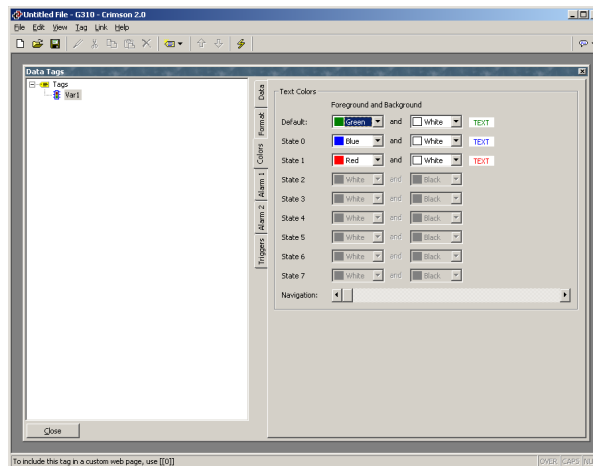 Untitled File - G310 - Crimson 2.0
File Edit View Tag Link Help
Data Tags
Tags
Var1
Data
Format
Colors
Alarm 1
Alarm 2
Triggers
Text Colors
Foreground and Background
Default: Green and White TEXT
State 0 Blue and White TEXT
State 1 Red and White TEXT
State 2 White and Black
State 3 White and Black
State 4 White and Black
State 5 White and Black
State 6 White and Black
State 7 White and Black
Navigation:
Close
To include this tag in a custom web page, use [[0]]
OVER CAPS NU